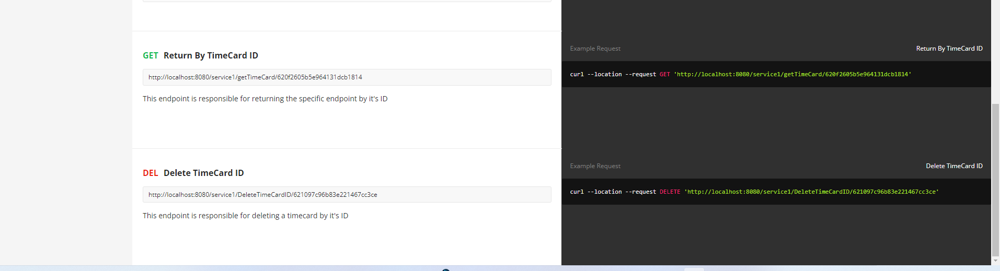 GET Return By TimeCard ID
http://localhost:8080/service1/getTimeCard/620f2605b5e964131dcb1814
This endpoint is responsible for returning the specific endpoint by it's ID
Example Request Return By TimeCard ID
curl --location --request GET 'http://localhost:8080/service1/getTimeCard/620f2605b5e964131dcb1814'
DEL Delete TimeCard ID
http://localhost:8080/service1/DeleteTimeCardID/621097c96b83e221467cc3ce
This endpoint is responsible for deleting a timecard by it's ID
Example Request Delete TimeCard ID
curl --location --request DELETE 'http://localhost:8080/service1/DeleteTimeCardID/621097c96b83e221467cc3ce'